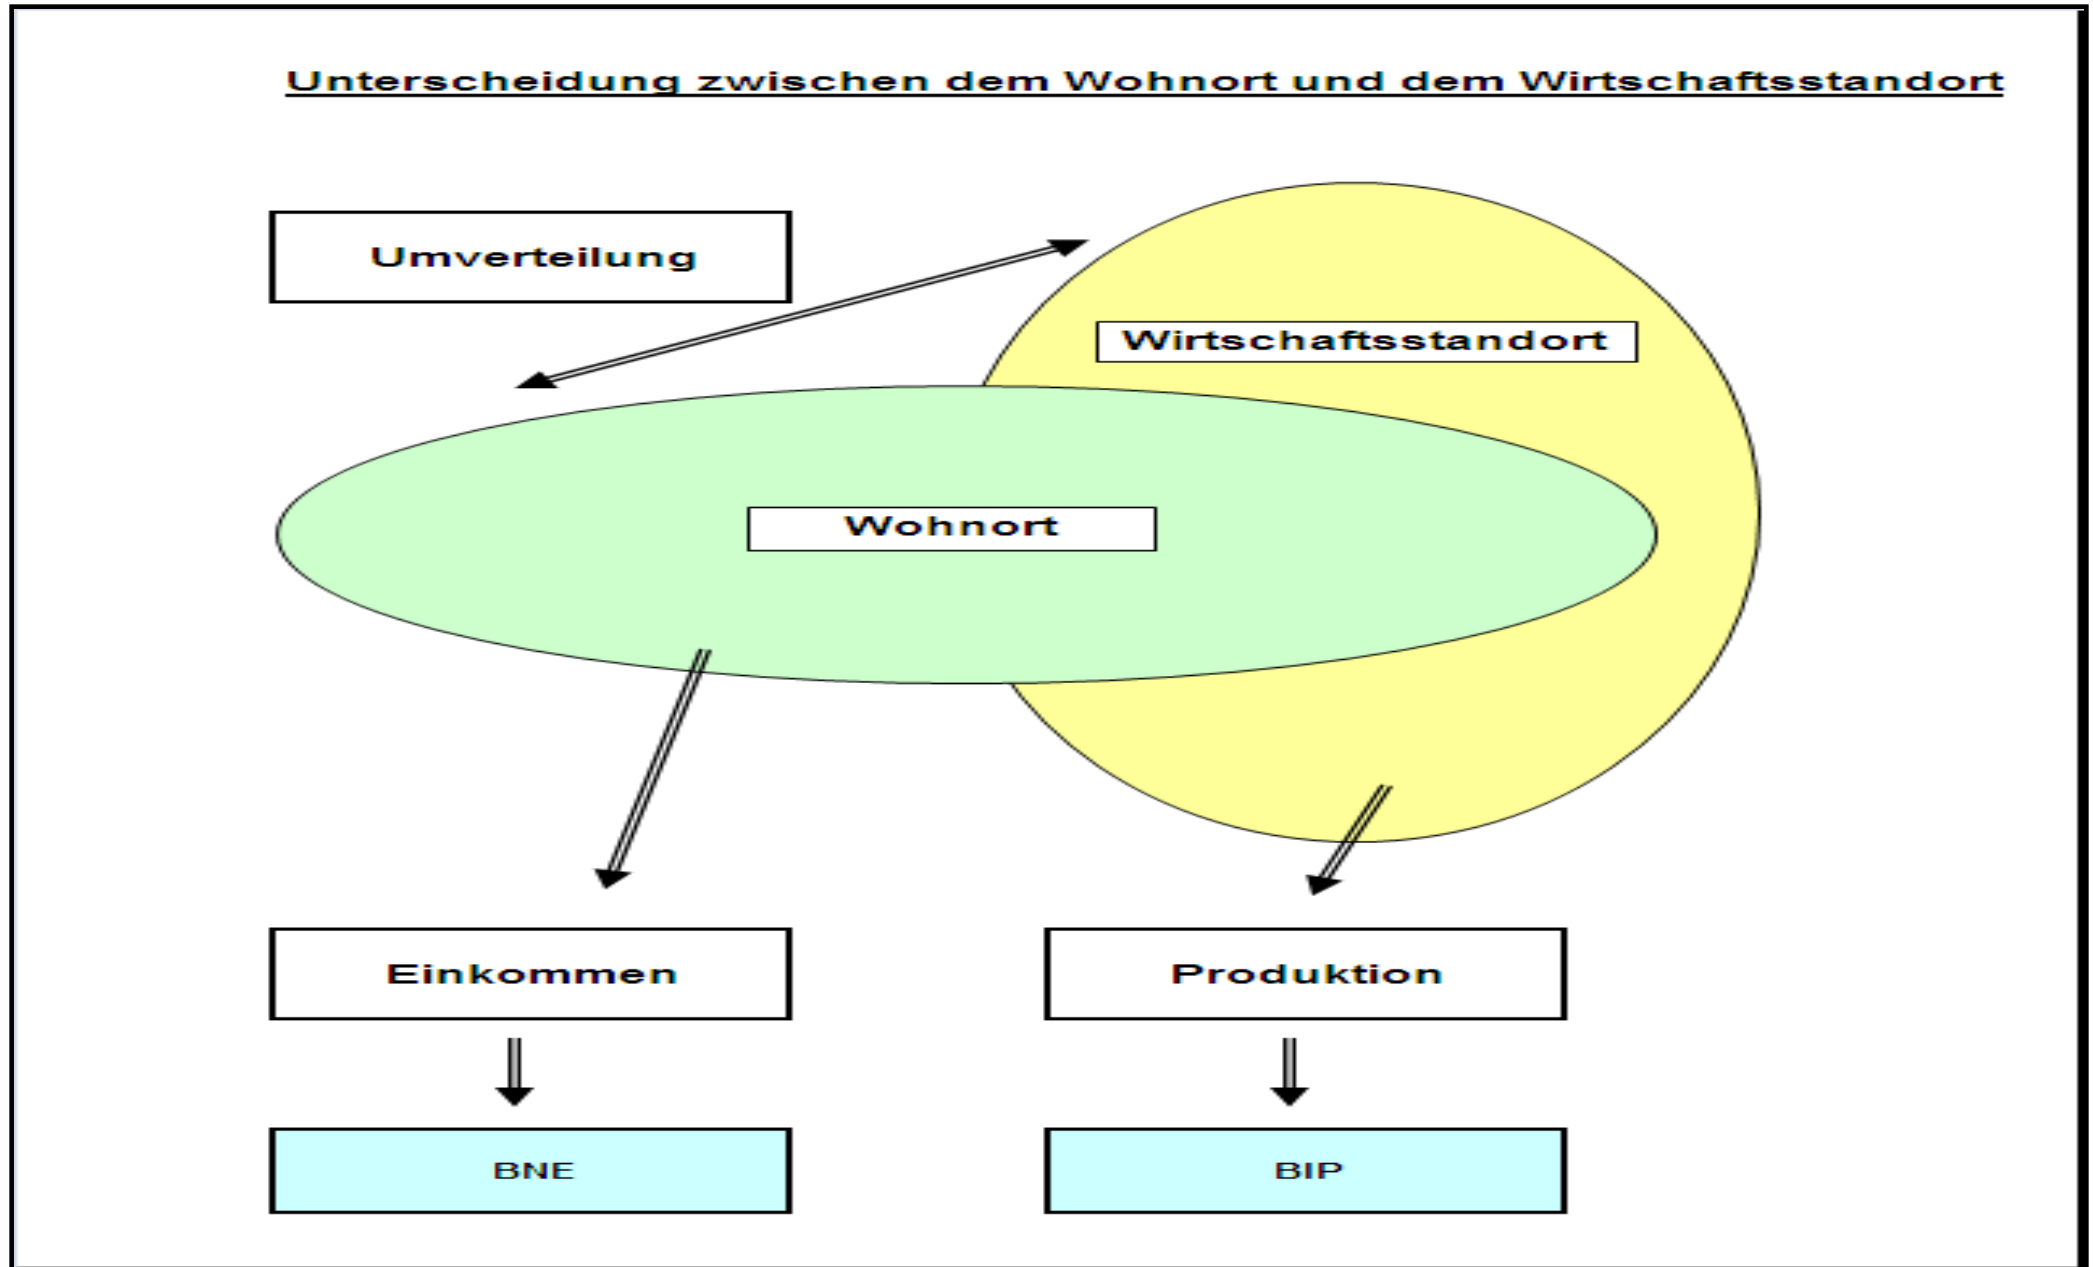 Unterscheidung zwischen dem Wohnort und dem Wirtschaftsstandort
Umverteilung
Wirtschaftsstandort
Wohnort
Einkommen
Produktion
BNE
BIP